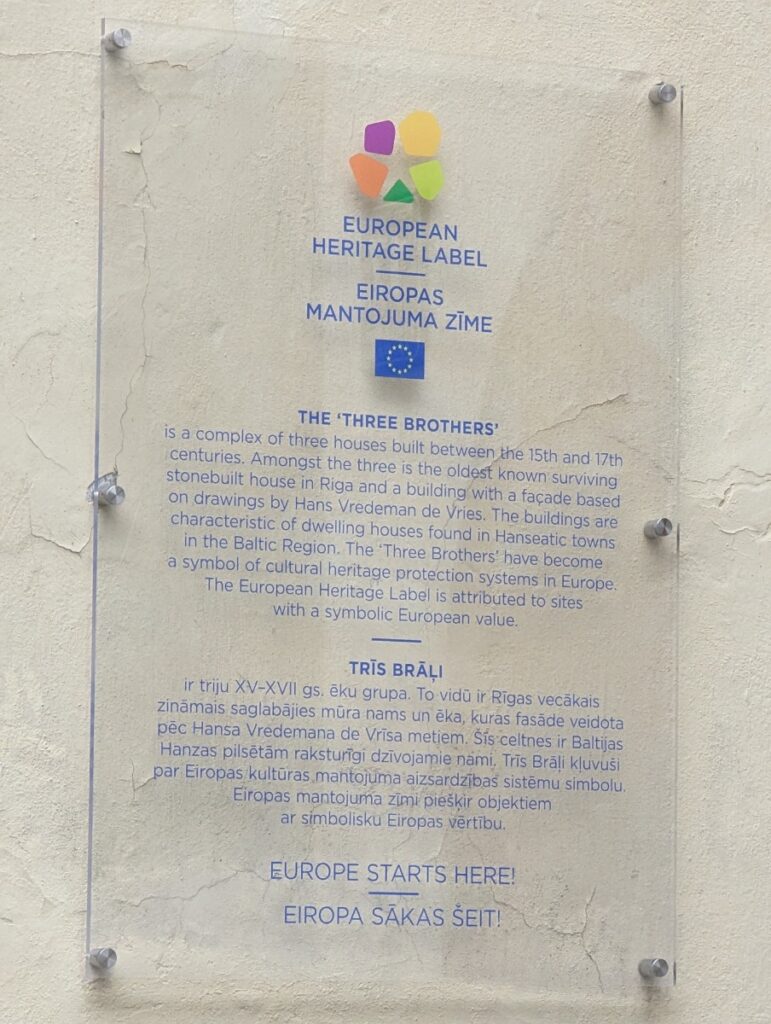 EUROPEAN
HERITAGE LABEL
EIROPAS
MANTOJUMA ZĪME
THE ‘THREE BROTHERS’
is a complex of three houses built between the 15th and 17th
centuries. Amongst the three is the oldest known surviving
stonebuilt house in Riga and a building with a façade based
on drawings by Hans Vredeman de Vries. The buildings are
characteristic of dwelling houses found in Hanseatic towns
in the Baltic Region. The ‘Three Brothers’ have become
a symbol of cultural heritage protection systems in Europe.
The European Heritage Label is attributed to sites
with a symbolic European value.
TRĪS BRĀĻI
ir triju XV–XVII gs. ēku grupa. To vidū ir Rīgas vecākais
zināmais saglabājies mūra nams un ēka, kuras fasāde veidota
pēc Hansa Vredemana de Vrīsa metiem. Šīs celtnes ir Baltijas
Hanzas pilsētām raksturīgi dzīvojamie nami. Trīs Brāļi kļuvuši
par Eiropas kultūras mantojuma aizsardzības sistēmu simbolu.
Eiropas mantojuma zīmi piešķir objektiem
ar simbolisku Eiropas vērtību.
EUROPE STARTS HERE!
EIROPA SĀKAS ŠEIT!